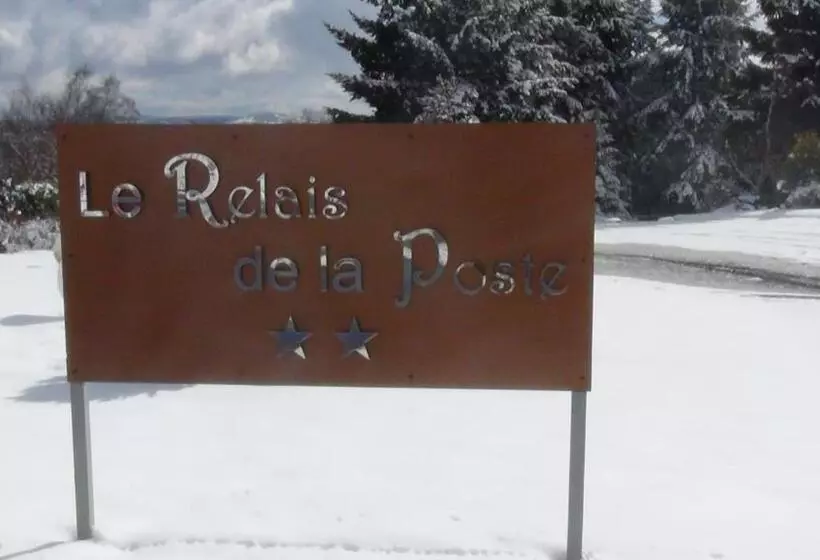 Le Relais
de la Poste